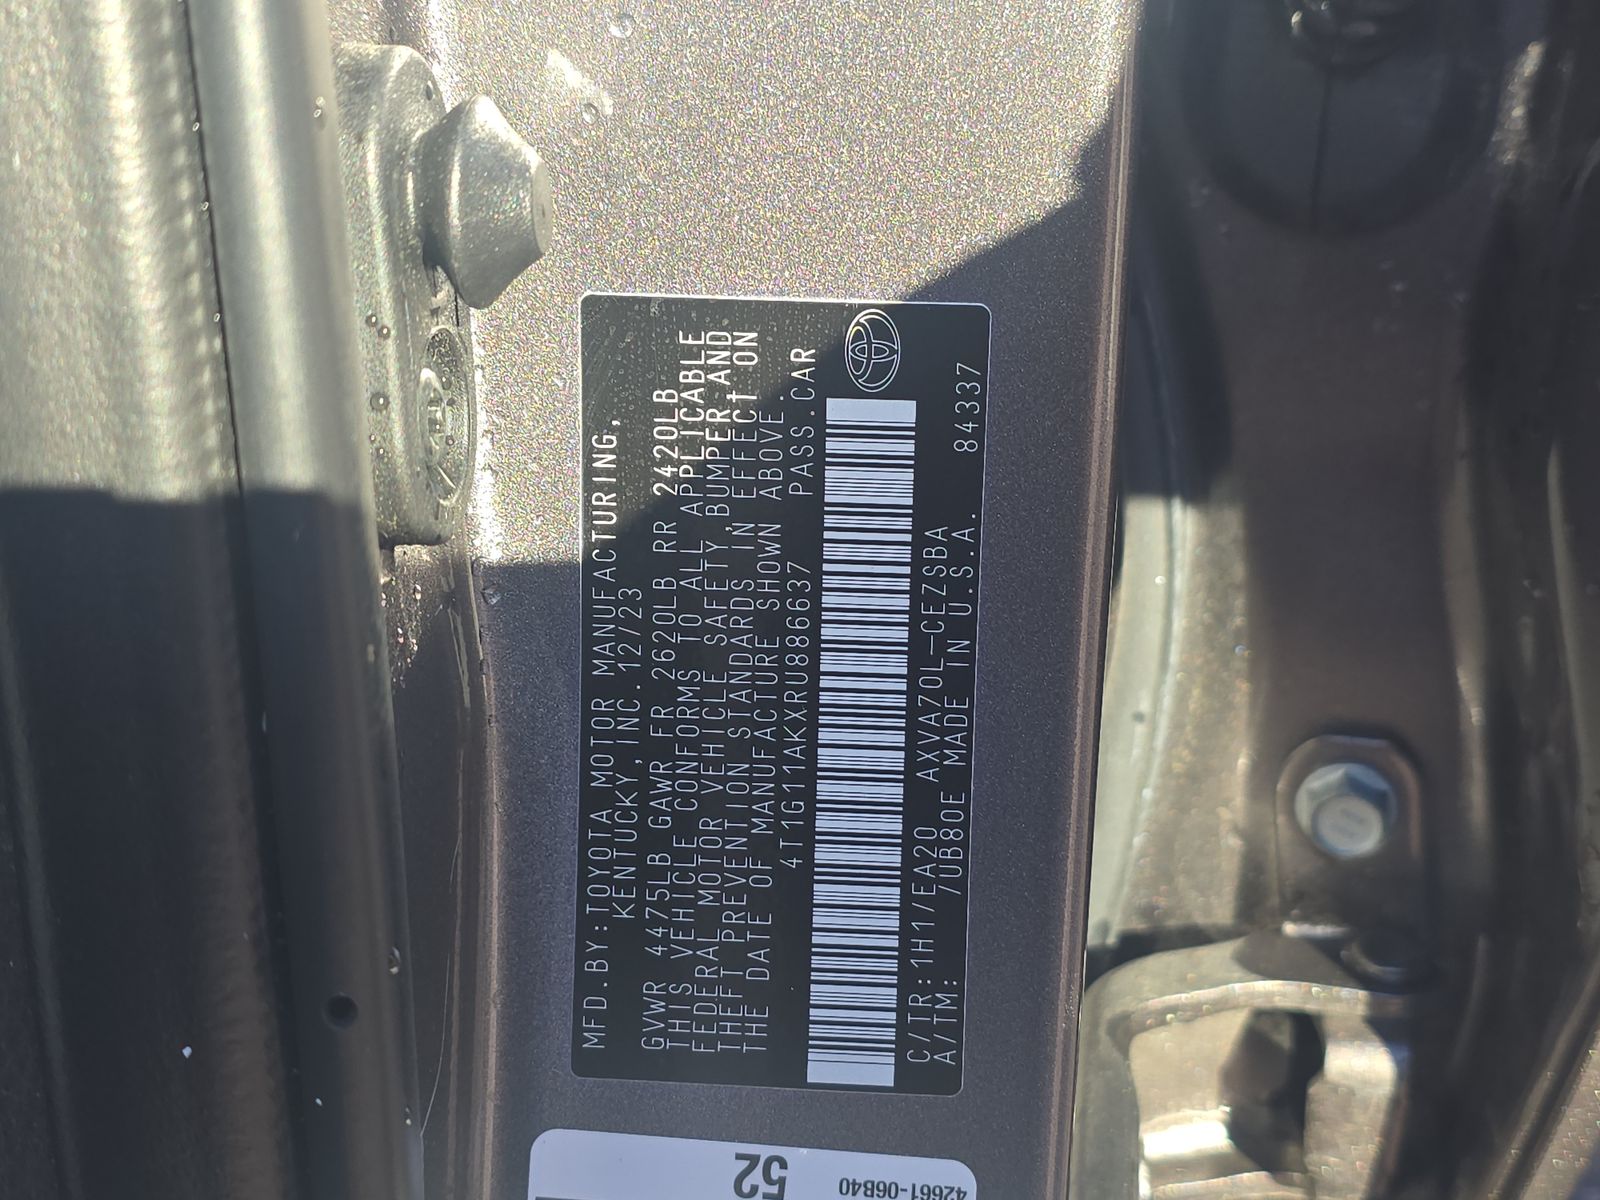 MFD.BY:TOYOTA MOTOR MANUFACTURING,
KENTUCKY,INC. 12/23
GVWR 4475LB GAWR FR 2620LB RR 2420LB
THIS VEHICLE CONFORMS TO ALL APPLICABLE
FEDERAL MOTOR VEHICLE SAFETY,BUMPER,AND
THEFT PREVENTION STANDARDS IN EFFECT ON
THE DATE OF MANUFACTURE SHOWN ABOVE.
4T1G11AKXRU886637 PASS.CAR
C/TR:1H1/EA20 AXVA70L-CEZSBA
A/TM: /UB80E MADE IN U.S.A. 84337
52
42661-06B40